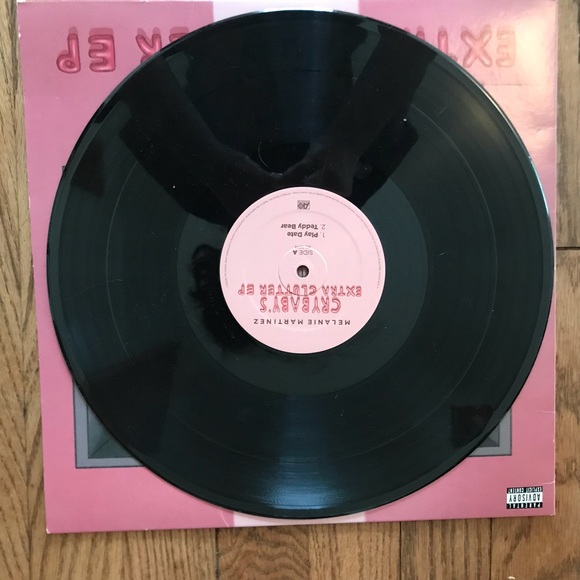 EXTRA CLUTTER EP
MELANIE MARTINEZ
CRYBABY'S
EXTRA CLUTTER EP
SIDE A
1. Play Date
2. Teddy Bear
PARENTAL
ADVISORY
EXPLICIT CONTENT